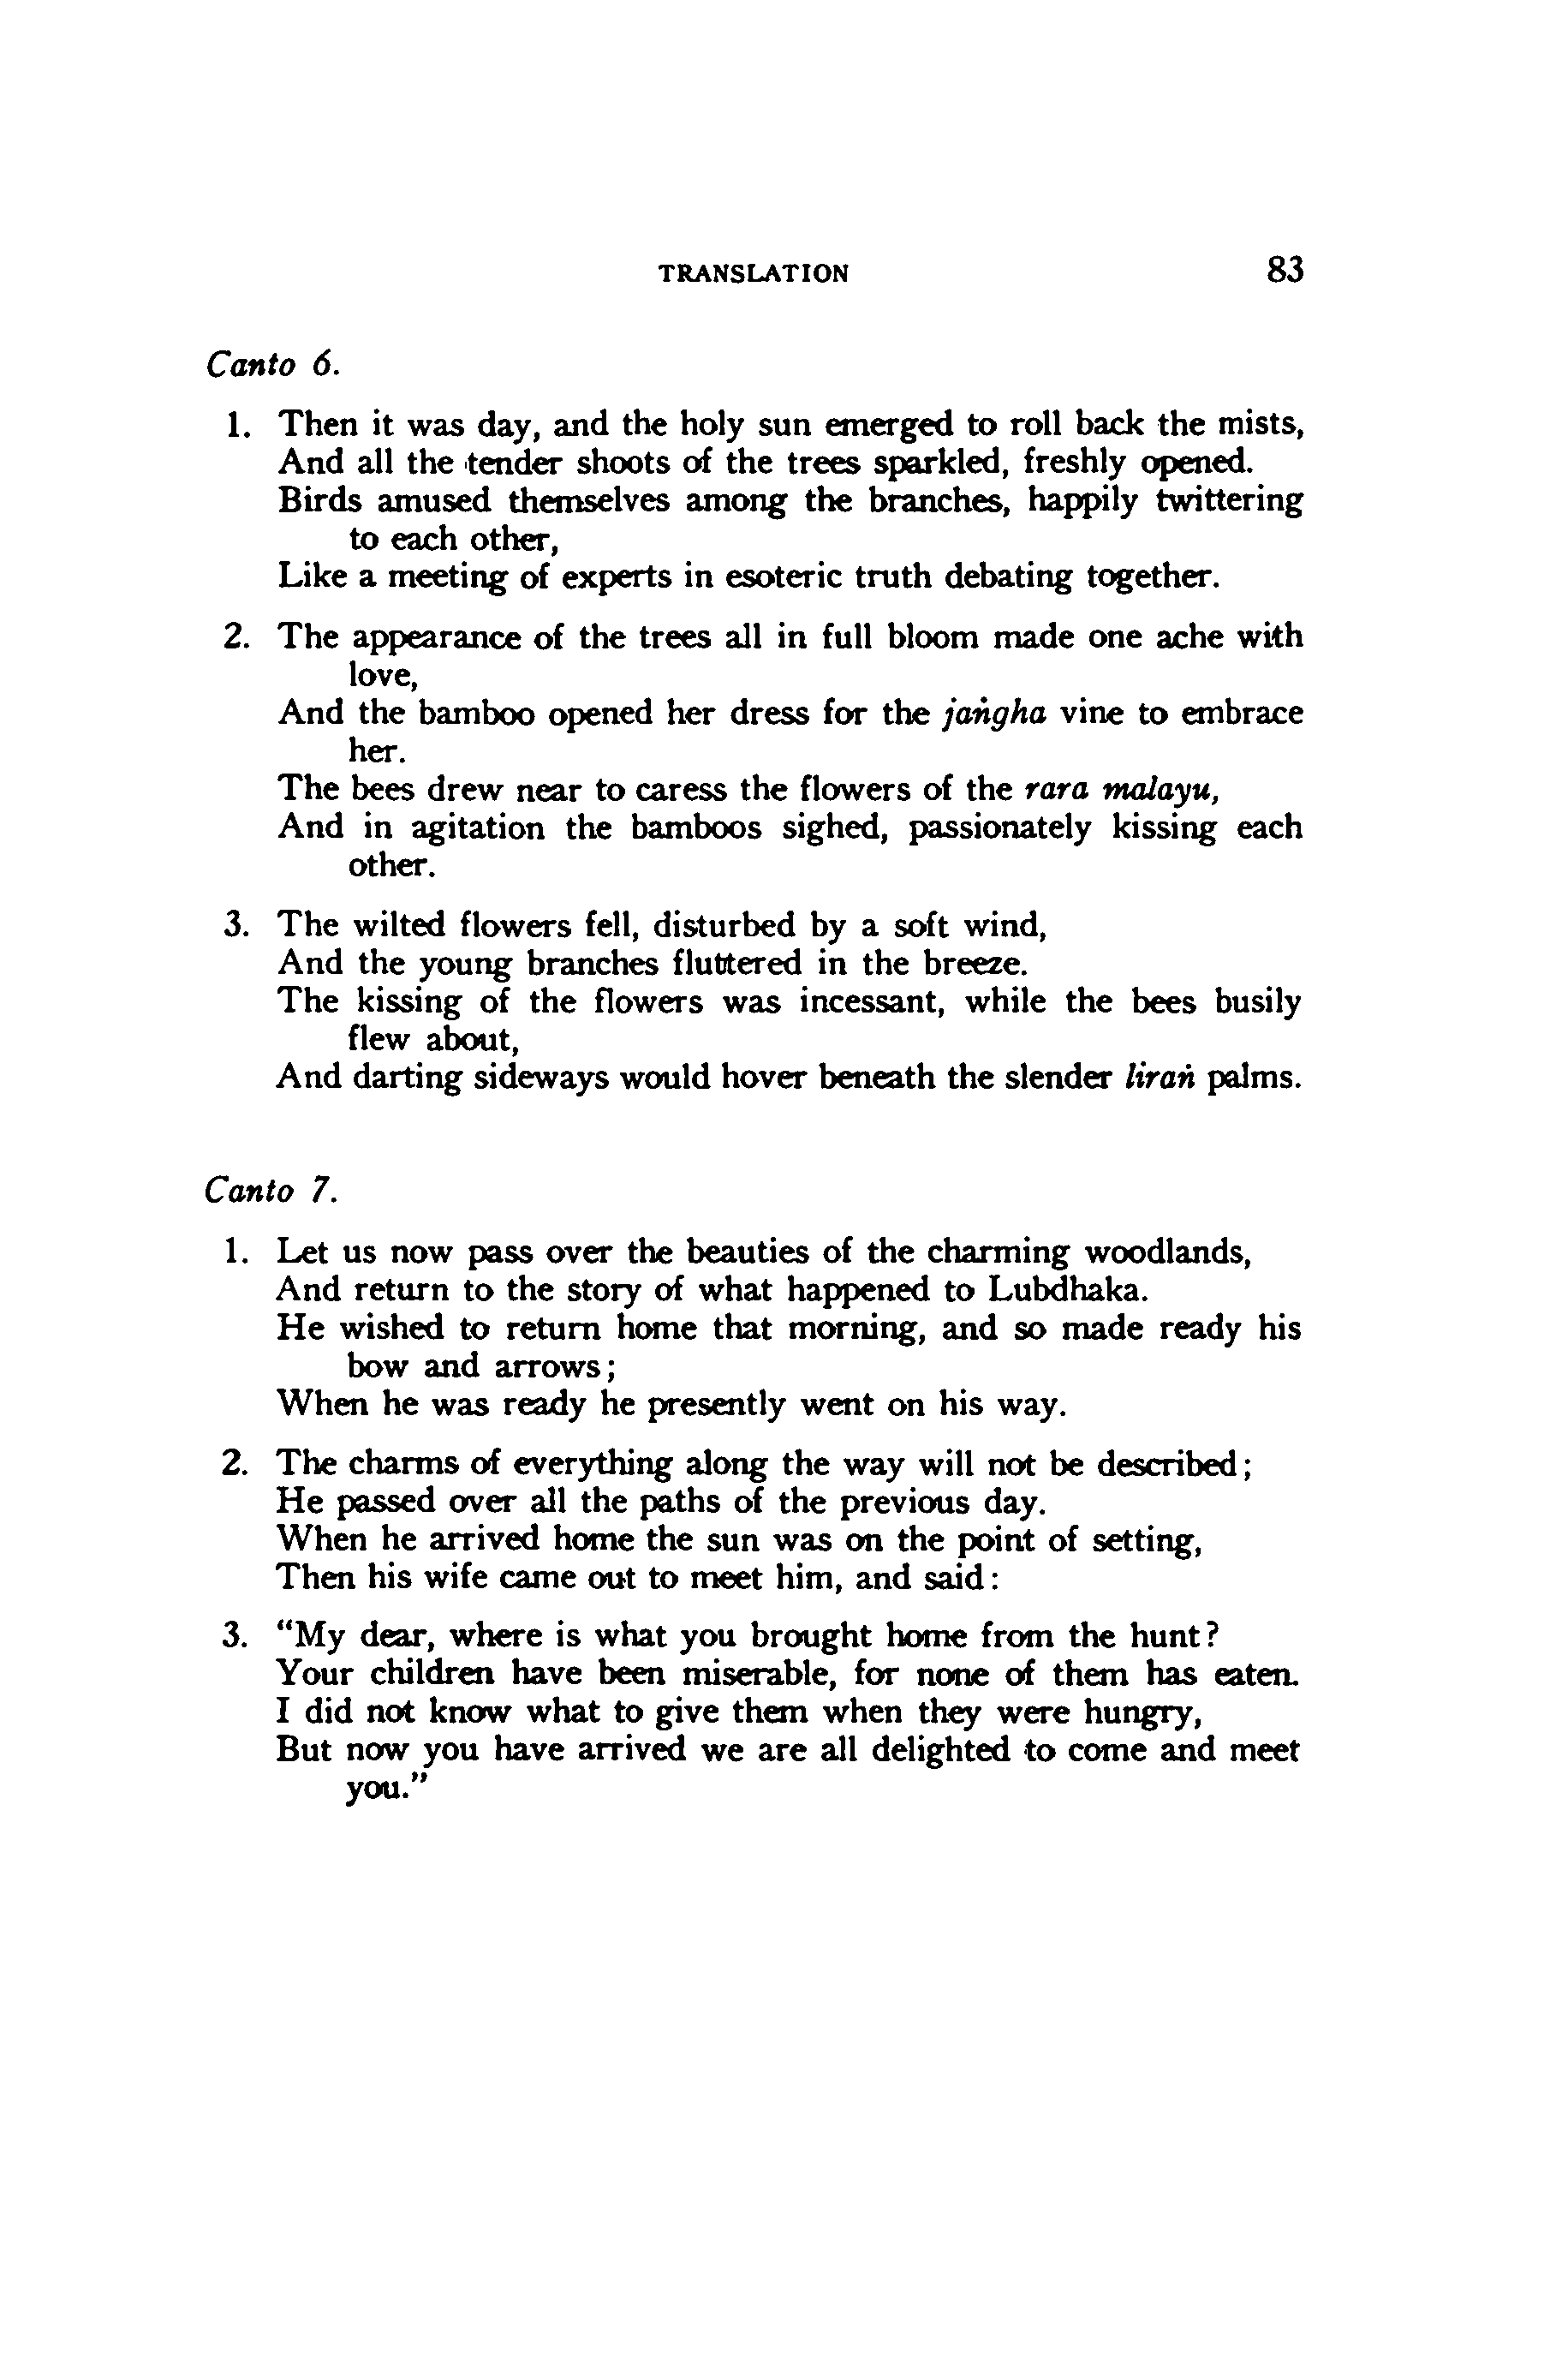 TRANSLATION 83
Canto 6.
1. Then it was day, and the holy sun emerged to roll back the mists,
And all the tender shoots of the trees sparkled, freshly opened.
Birds amused themselves among the branches, happily twittering
to each other,
Like a meeting of experts in esoteric truth debating together.
2. The appearance of the trees all in full bloom made one ache with
love,
And the bamboo opened her dress for the jaṅgha vine to embrace
her.
The bees drew near to caress the flowers of the rara malayu,
And in agitation the bamboos sighed, passionately kissing each
other.
3. The wilted flowers fell, disturbed by a soft wind,
And the young branches fluttered in the breeze.
The kissing of the flowers was incessant, while the bees busily
flew about,
And darting sideways would hover beneath the slender liraṅ palms.
Canto 7.
1. Let us now pass over the beauties of the charming woodlands,
And return to the story of what happened to Lubdhaka.
He wished to return home that morning, and so made ready his
bow and arrows;
When he was ready he presently went on his way.
2. The charms of everything along the way will not be described;
He passed over all the paths of the previous day.
When he arrived home the sun was on the point of setting,
Then his wife came out to meet him, and said:
3. "My dear, where is what you brought home from the hunt?
Your children have been miserable, for none of them has eaten.
I did not know what to give them when they were hungry,
But now you have arrived we are all delighted to come and meet
you."